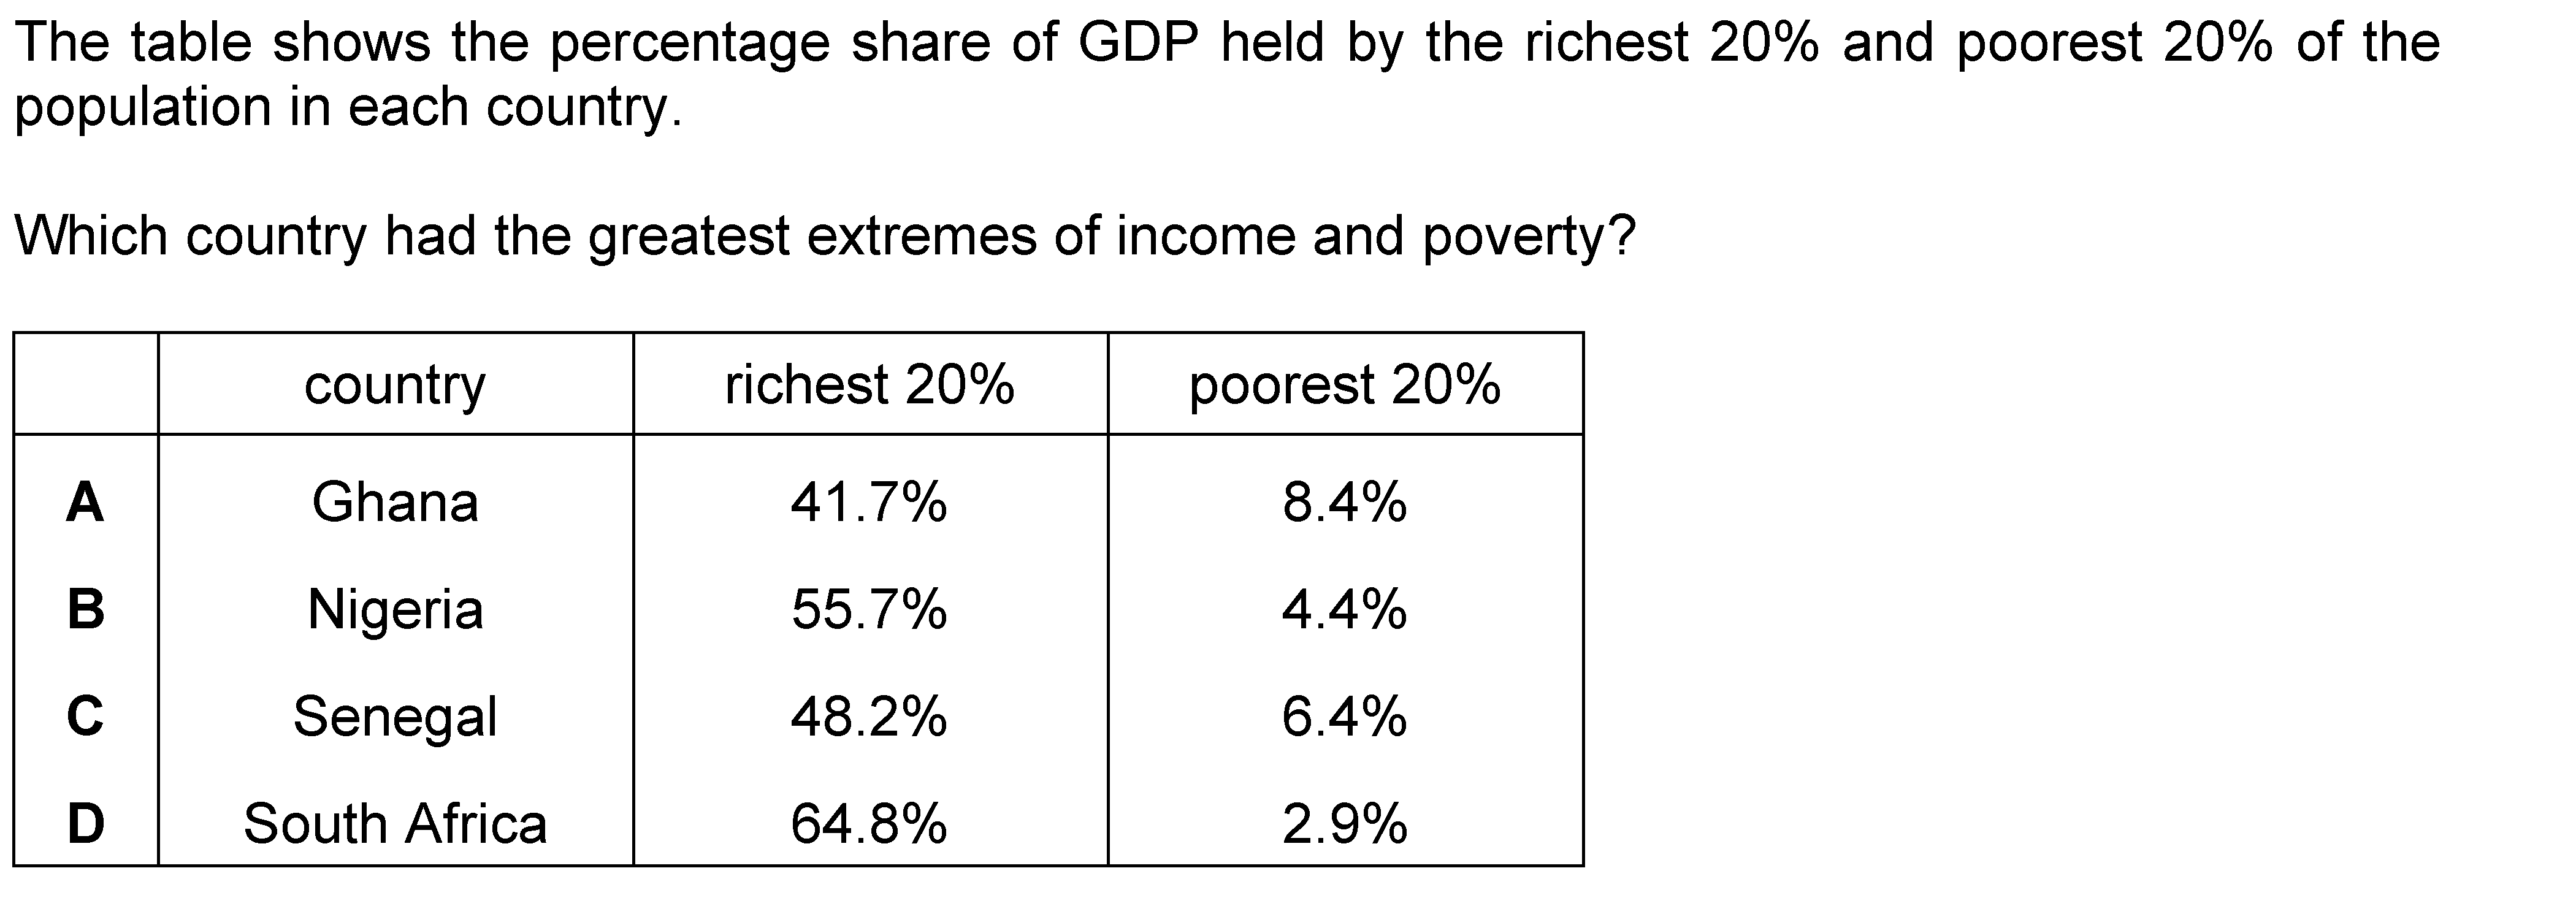 The table shows the percentage share of GDP held by the richest 20% and poorest 20% of the
population in each country.
Which country had the greatest extremes of income and poverty?
country richest 20% poorest 20%
A Ghana 41.7% 8.4%
B Nigeria 55.7% 4.4%
C Senegal 48.2% 6.4%
D South Africa 64.8% 2.9%